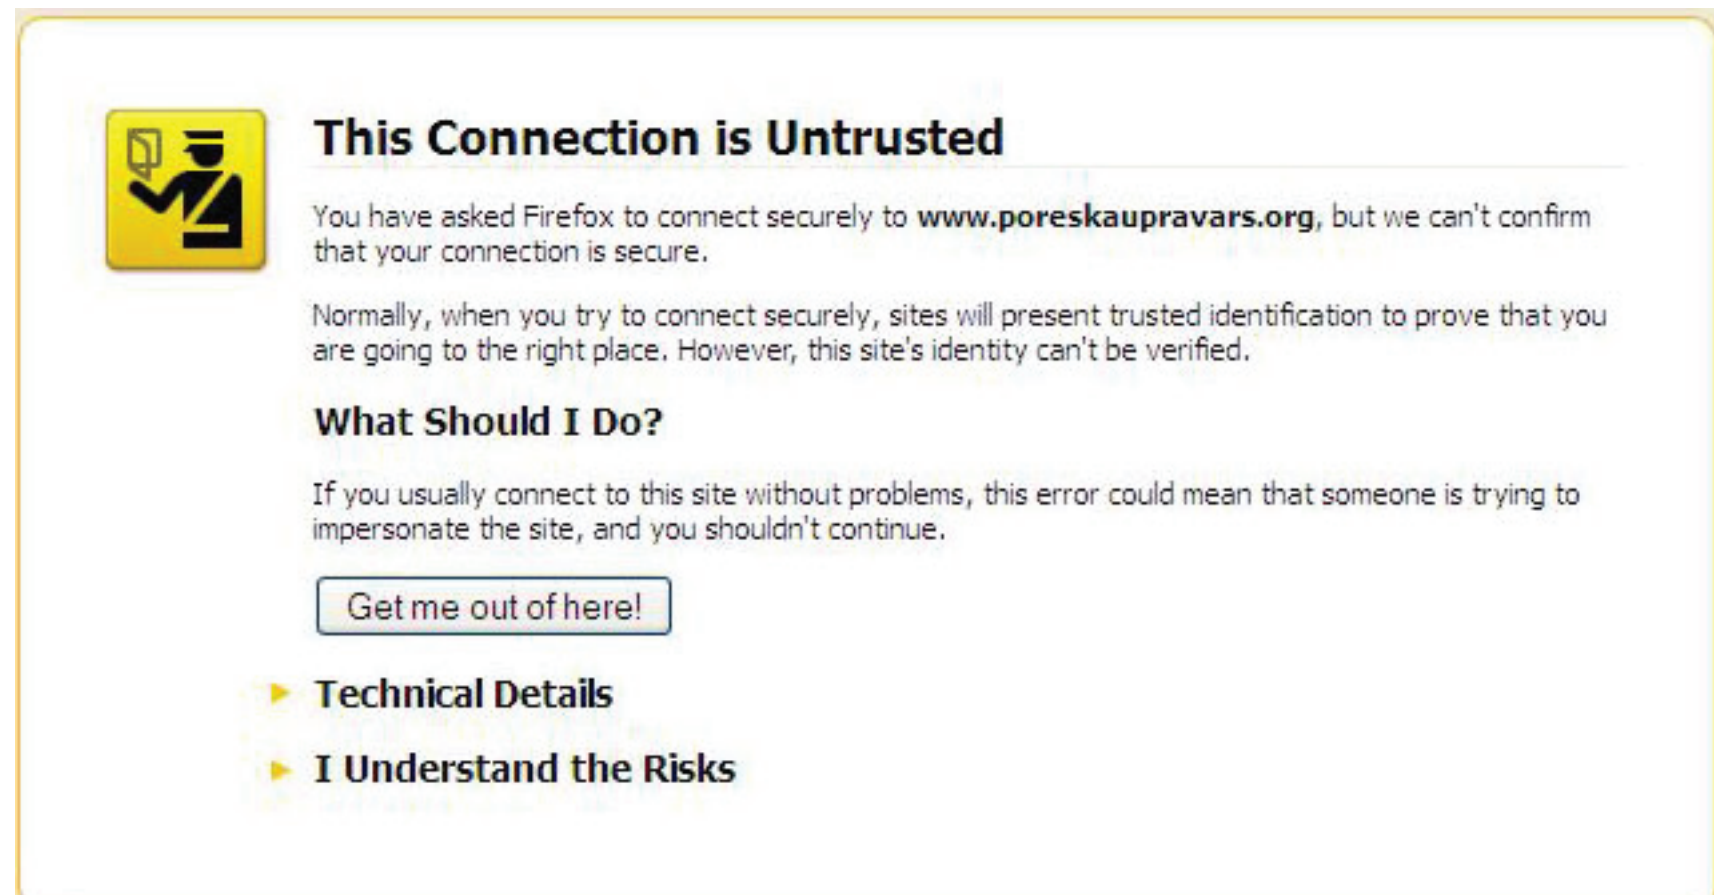 This Connection is Untrusted
You have asked Firefox to connect securely to www.poreskaupravars.org, but we can't confirm
that your connection is secure.
Normally, when you try to connect securely, sites will present trusted identification to prove that you
are going to the right place. However, this site's identity can't be verified.
What Should I Do?
If you usually connect to this site without problems, this error could mean that someone is trying to
impersonate the site, and you shouldn't continue.
Get me out of here!
Technical Details
I Understand the Risks